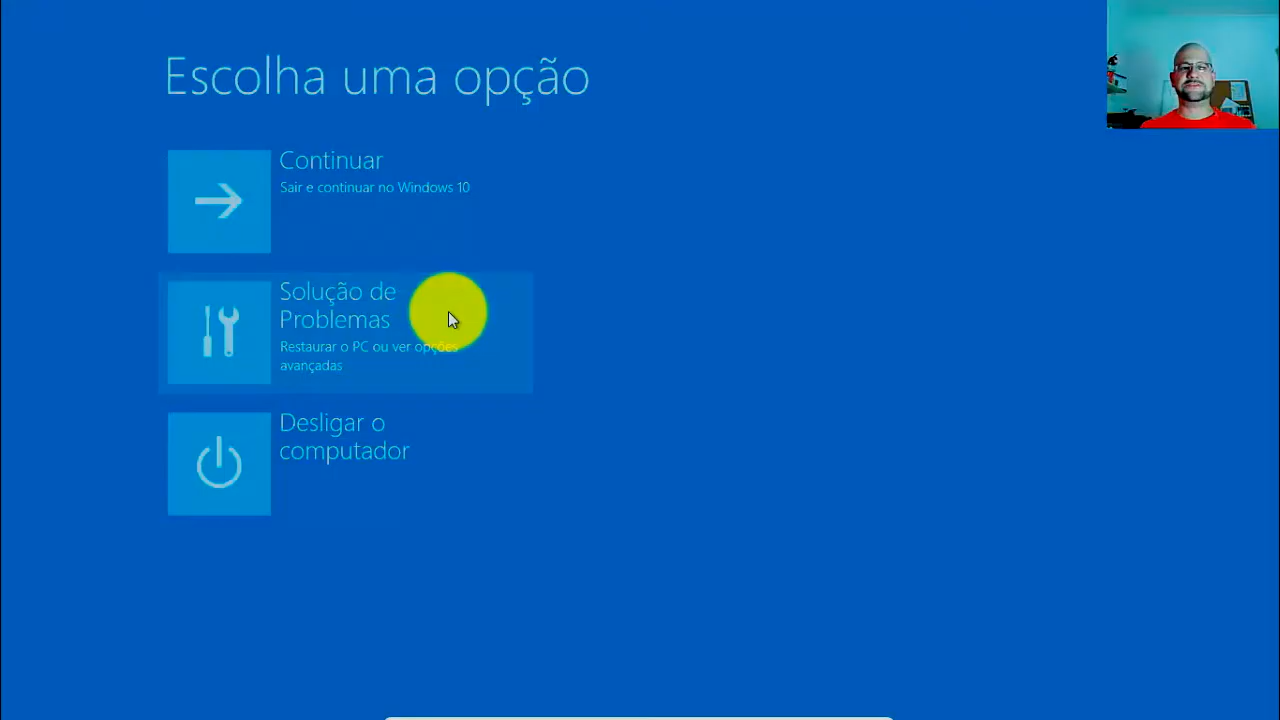 Escolha uma opção
Continuar
Sair e continuar no Windows 10
Solução de
Problemas
Restaurar o PC ou ver opções
avançadas
Desligar o
computador